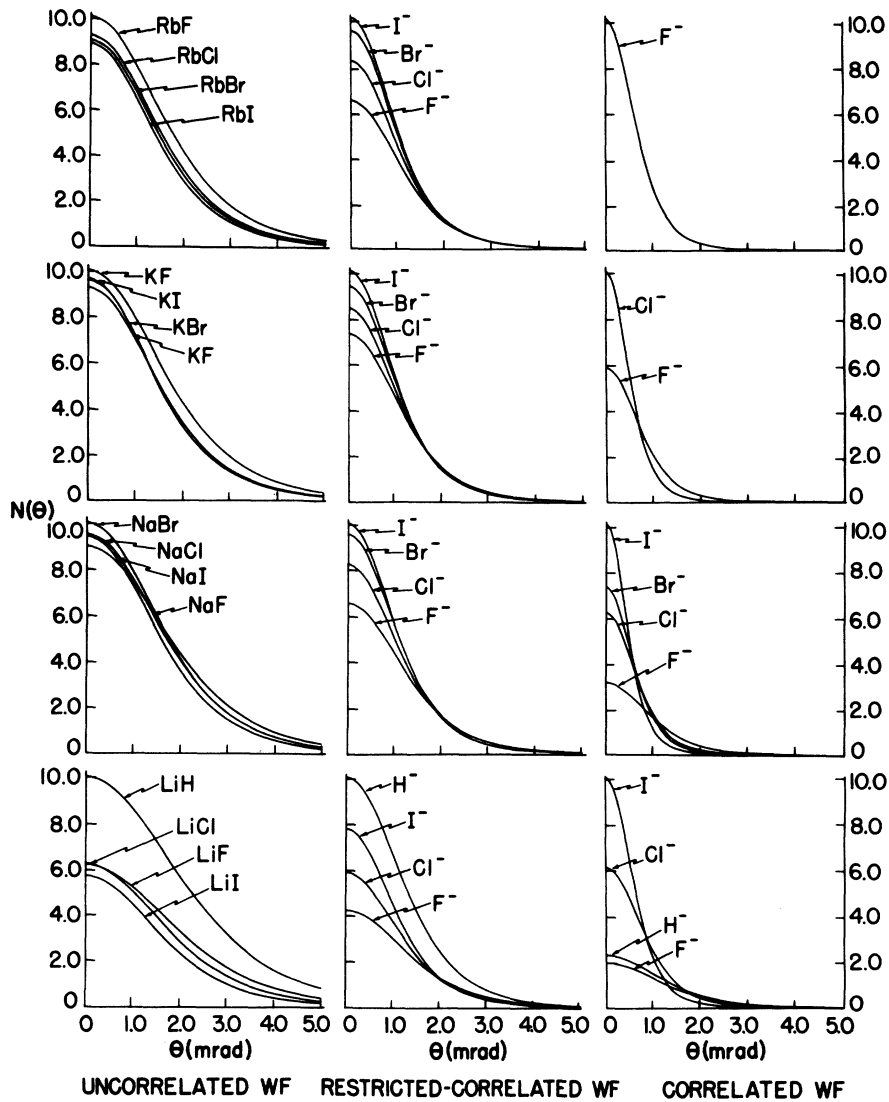 10.0
8.0
6.0
4.0
2.0
0
RbF
RbCl
RbBr
RbI
I⁻
Br⁻
Cl⁻
F⁻
F⁻
10.0
8.0
6.0
4.0
2.0
0
10.0
8.0
6.0
4.0
2.0
0
KF
KI
KBr
KF
I⁻
Br⁻
Cl⁻
F⁻
Cl⁻
F⁻
10.0
8.0
6.0
4.0
2.0
0
N(θ)
10.0
8.0
6.0
4.0
2.0
0
NaBr
NaCl
NaI
NaF
I⁻
Br⁻
Cl⁻
F⁻
I⁻
Br⁻
Cl⁻
F⁻
10.0
8.0
6.0
4.0
2.0
0
10.0
8.0
6.0
4.0
2.0
0
LiH
LiCl
LiF
LiI
H⁻
I⁻
Cl⁻
F⁻
I⁻
Cl⁻
H⁻
F⁻
10.0
8.0
6.0
4.0
2.0
0
0 1.0 2.0 3.0 4.0 5.0
0 1.0 2.0 3.0 4.0 5.0
0 1.0 2.0 3.0 4.0 5.0
θ(mrad) θ(mrad) θ(mrad)
UNCORRELATED WF RESTRICTED-CORRELATED WF CORRELATED WF